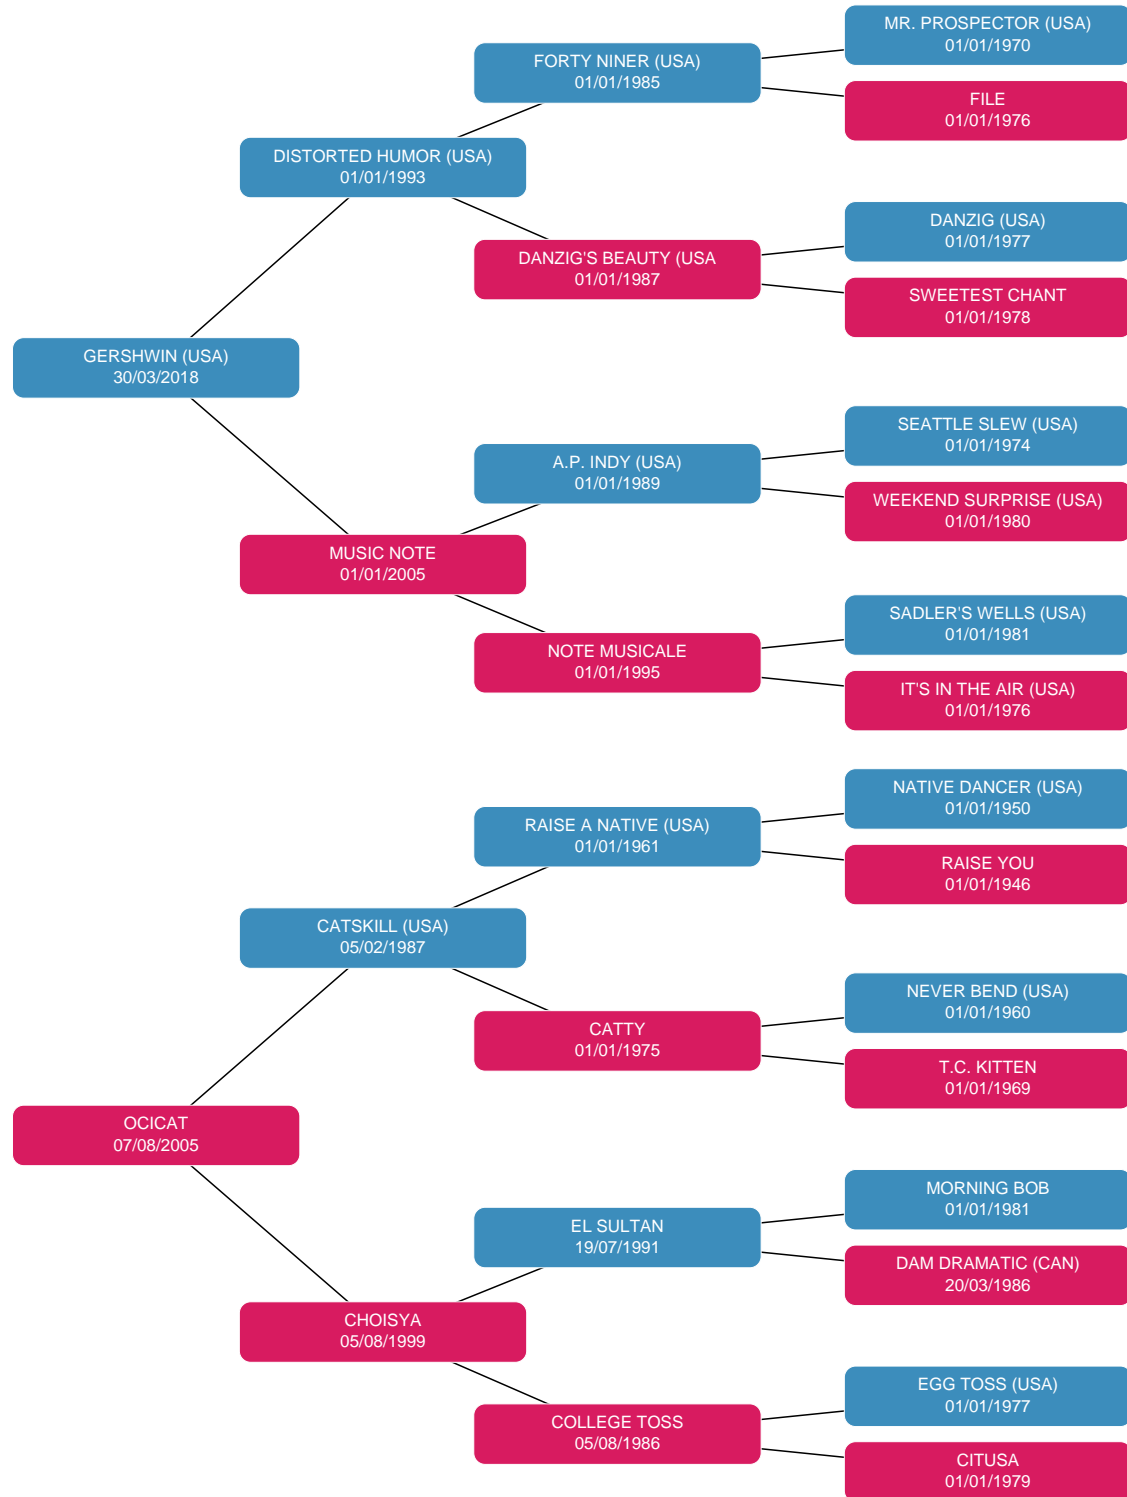 MR. PROSPECTOR (USA)
01/01/1970
FORTY NINER (USA)
01/01/1985
FILE
01/01/1976
DISTORTED HUMOR (USA)
01/01/1993
DANZIG (USA)
01/01/1977
DANZIG'S BEAUTY (USA
01/01/1987
SWEETEST CHANT
01/01/1978
GERSHWIN (USA)
30/03/2018
SEATTLE SLEW (USA)
01/01/1974
A.P. INDY (USA)
01/01/1989
WEEKEND SURPRISE (USA)
01/01/1980
MUSIC NOTE
01/01/2005
SADLER'S WELLS (USA)
01/01/1981
NOTE MUSICALE
01/01/1995
IT'S IN THE AIR (USA)
01/01/1976
NATIVE DANCER (USA)
01/01/1950
RAISE A NATIVE (USA)
01/01/1961
RAISE YOU
01/01/1946
CATSKILL (USA)
05/02/1987
NEVER BEND (USA)
01/01/1960
CATTY
01/01/1975
T.C. KITTEN
01/01/1969
OCICAT
07/08/2005
MORNING BOB
01/01/1981
EL SULTAN
19/07/1991
DAM DRAMATIC (CAN)
20/03/1986
CHOISYA
05/08/1999
EGG TOSS (USA)
01/01/1977
COLLEGE TOSS
05/08/1986
CITUSA
01/01/1979